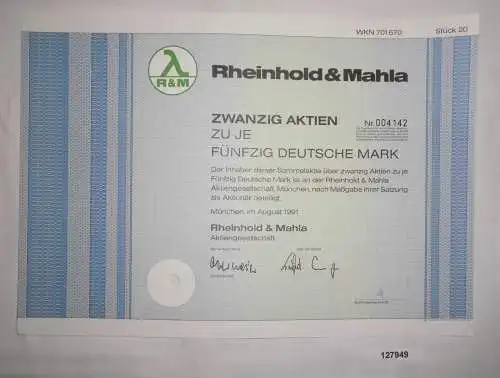 WKN 701670 Stück 20
λ
R&M
Rheinhold & Mahla
ZWANZIG AKTIEN
Nr. 004142
ZU JE
FÜNFZIG DEUTSCHE MARK
Der Inhaber dieser Sammelaktie über zwanzig Aktien zu je
Fünfzig Deutsche Mark ist an der Rheinhold & Mahla
Aktiengesellschaft, München, nach Maßgabe ihrer Satzung
als Aktionär beteiligt.
München, im August 1991
Rheinhold & Mahla
Aktiengesellschaft
127949